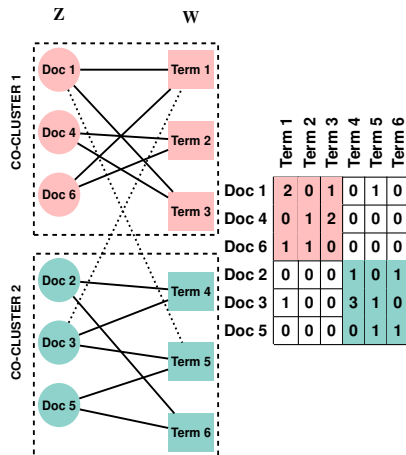 Z W
CO-CLUSTER 1
Doc 1 Term 1
Doc 4 Term 2
Doc 6 Term 3
CO-CLUSTER 2
Doc 2 Term 4
Doc 3 Term 5
Doc 5 Term 6
Term 1 Term 2 Term 3 Term 4 Term 5 Term 6
Doc 1 2 0 1 0 1 0
Doc 4 0 1 2 0 0 0
Doc 6 1 1 0 0 0 0
Doc 2 0 0 0 1 0 1
Doc 3 1 0 0 3 1 0
Doc 5 0 0 0 0 1 1